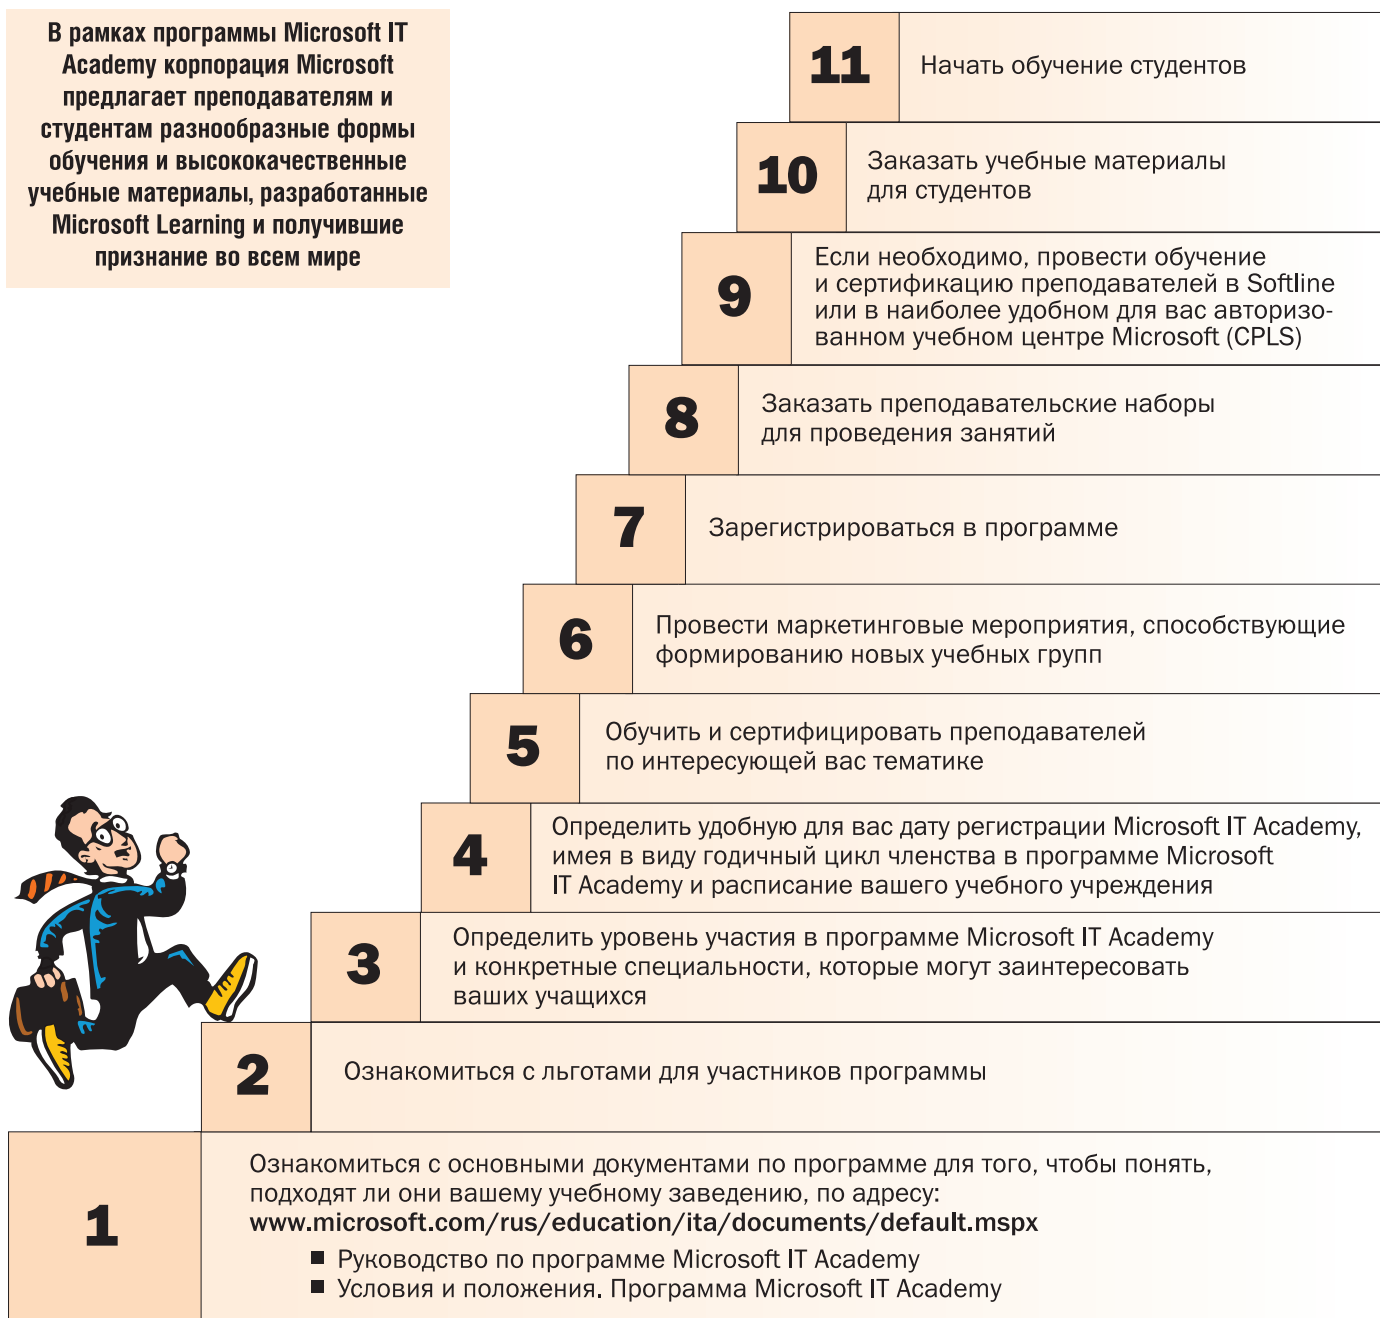 В рамках программы Microsoft IT
Academy корпорация Microsoft
предлагает преподавателям и
студентам разнообразные формы
обучения и высококачественные
учебные материалы, разработанные
Microsoft Learning и получившие
признание во всем мире
11
Начать обучение студентов
10
Заказать учебные материалы
для студентов
9
Если необходимо, провести обучение
и сертификацию преподавателей в Softline
или в наиболее удобном для вас авторизо-
ванном учебном центре Microsoft (CPLS)
8
Заказать преподавательские наборы
для проведения занятий
7
Зарегистрироваться в программе
6
Провести маркетинговые мероприятия, способствующие
формированию новых учебных групп
5
Обучить и сертифицировать преподавателей
по интересующей вас тематике
4
Определить удобную для вас дату регистрации Microsoft IT Academy,
имея в виду годичный цикл членства в программе Microsoft
IT Academy и расписание вашего учебного учреждения
3
Определить уровень участия в программе Microsoft IT Academy
и конкретные специальности, которые могут заинтересовать
ваших учащихся
2
Ознакомиться с льготами для участников программы
1
Ознакомиться с основными документами по программе для того, чтобы понять,
подходят ли они вашему учебному заведению, по адресу:
www.microsoft.com/rus/education/ita/documents/default.mspx
■ Руководство по программе Microsoft IT Academy
■ Условия и положения. Программа Microsoft IT Academy